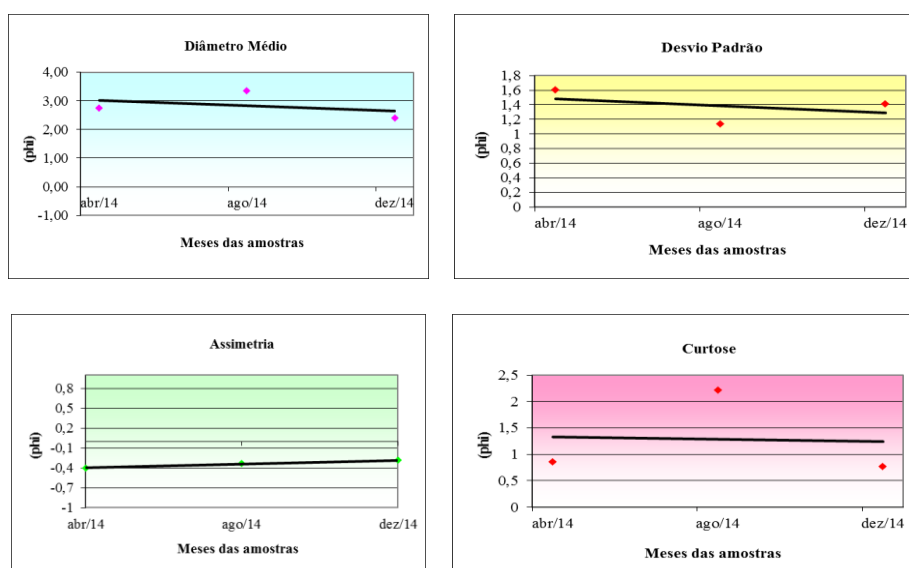 Diâmetro Médio
4,00
3,00
2,00
1,00
0,00
-1,00
(phi)
abr/14 ago/14 dez/14
Meses das amostras
Desvio Padrão
1,8
1,6
1,4
1,2
1
0,8
0,6
0,4
0,2
0
(phi)
abr/14 ago/14 dez/14
Meses das amostras
Assimetria
0,8
0,5
0,2
-0,1
-0,4
-0,7
-1
(phi)
abr/14 ago/14 dez/14
Meses das amostras
Curtose
2,5
2
1,5
1
0,5
0
(phi)
abr/14 ago/14 dez/14
Meses das amostras